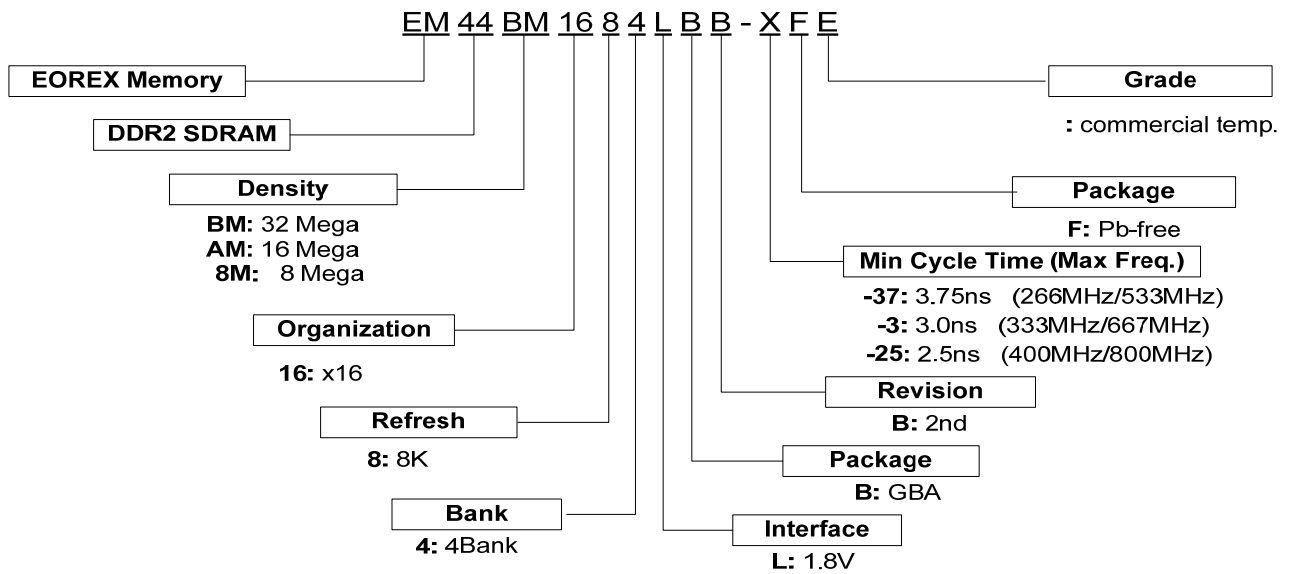 EM 44 BM 16 8 4 L B B - X F E
EOREX Memory
DDR2 SDRAM
Density
BM: 32 Mega
AM: 16 Mega
8M: 8 Mega
Organization
16: x16
Refresh
8: 8K
Bank
4: 4Bank
Grade
: commercial temp.
Package
F: Pb-free
Min Cycle Time (Max Freq.)
-37: 3.75ns (266MHz/533MHz)
-3: 3.0ns (333MHz/667MHz)
-25: 2.5ns (400MHz/800MHz)
Revision
B: 2nd
Package
B: GBA
Interface
L: 1.8V